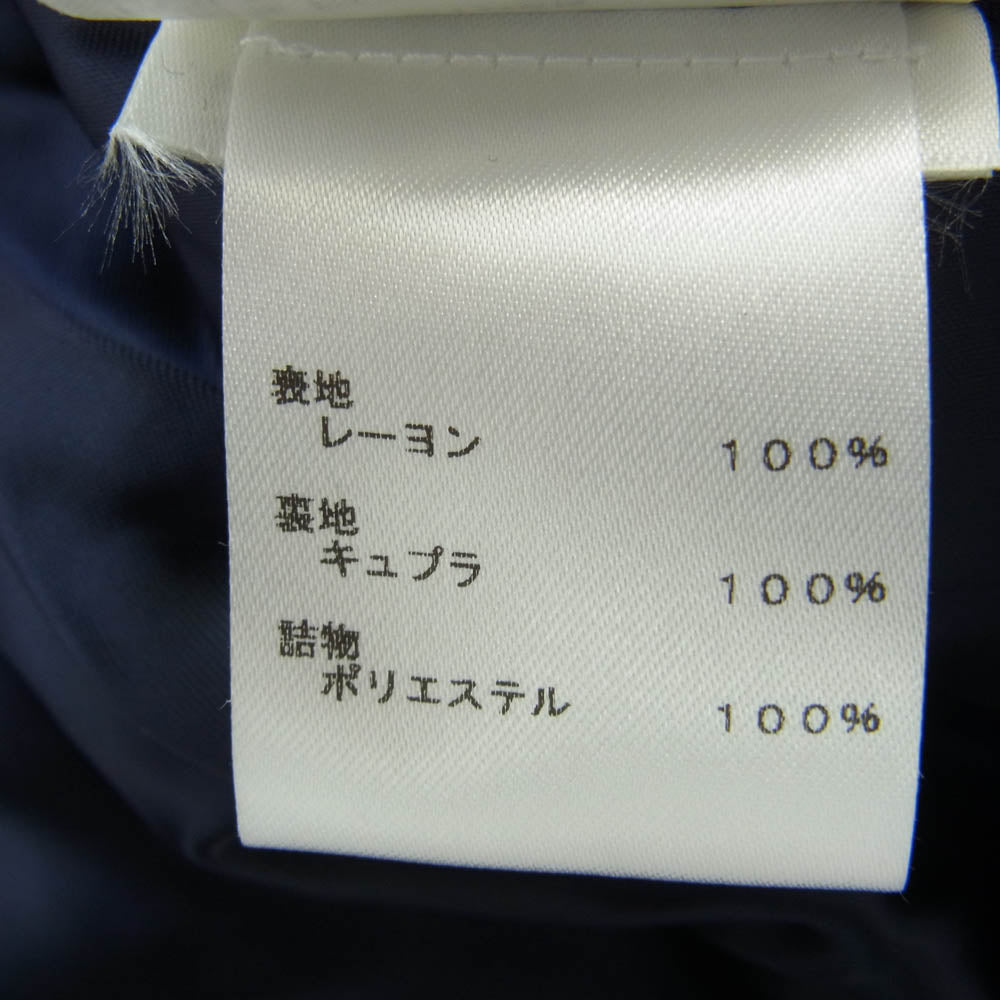 表地
レーヨン 100%
裏地
キュプラ 100%
詰物
ポリエステル 100%